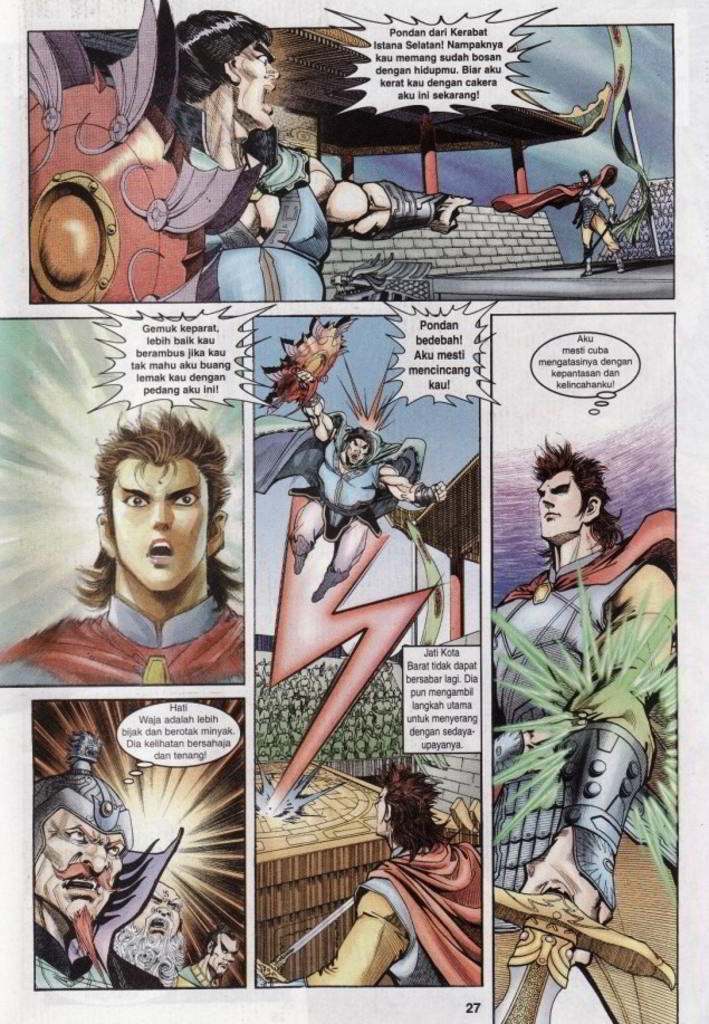 Pondan dari Kerabat
Istana Selatan! Nampaknya
kau memang sudah bosan
dengan hidupmu. Biar aku
kerat kau dengan cakera
aku ini sekarang!
Gemuk keparat,
lebih baik kau
berambus jika kau
tak mahu aku buang
lemak kau dengan
pedang aku ini!
Pondan
bedebah!
Aku mesti
mencincang
kau!
Aku
mesti cuba
mengatasinya dengan
kepantasan dan
kelincahanku!
Jati Kota
Barat tidak dapat
bersabar lagi. Dia
pun mengambil
langkah utama
untuk menyerang
dengan sedaya-
upayanya.
Hati
Waja adalah lebih
bijak dan berotak minyak.
Dia kelihatan bersahaja
dan tenang!
27